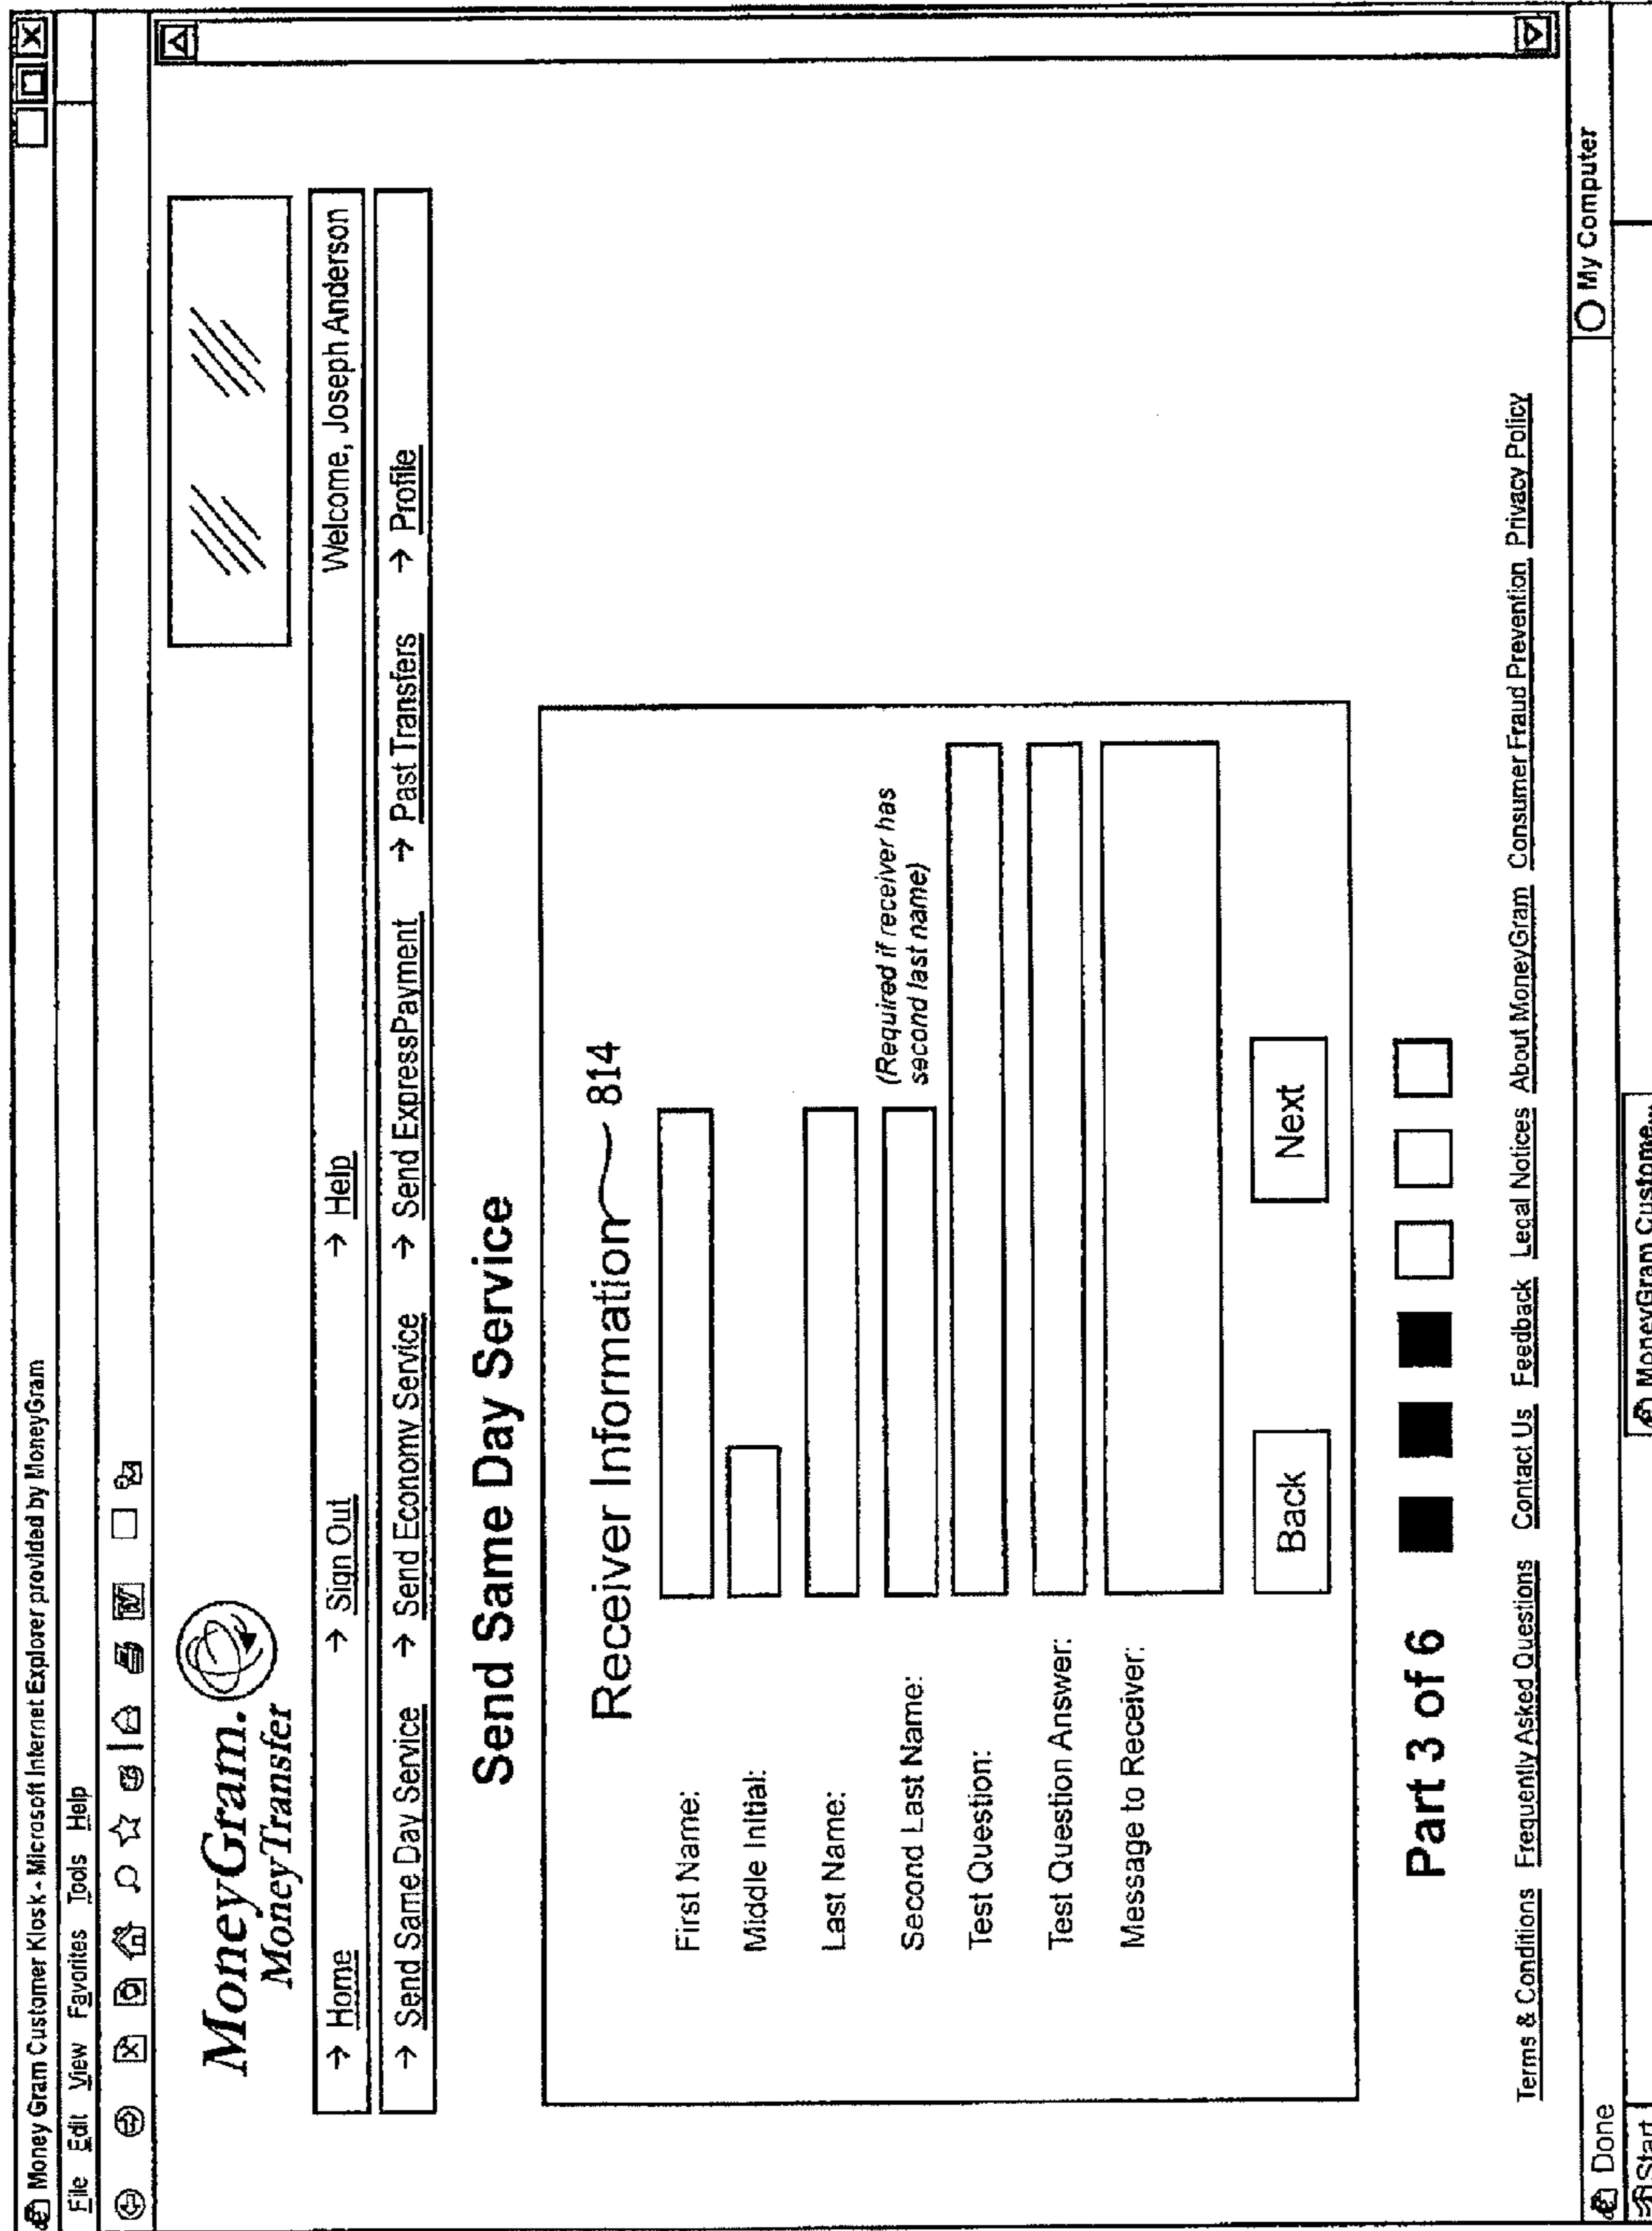 Money Gram Customer Kiosk - Microsoft Internet Explorer provided by MoneyGram
File Edit View Favorites Tools Help
MoneyGram.
MoneyTransfer
→ Home → Sign Out → Help Welcome, Joseph Anderson
→ Send Same Day Service → Send Economy Service → Send ExpressPayment → Past Transfers → Profile
Send Same Day Service
Receiver Information 814
First Name:
Middle Initial:
Last Name:
Second Last Name: (Required if receiver has
second last name)
Test Question:
Test Question Answer:
Message to Receiver:
Back Next
Part 3 of 6
Terms & Conditions Frequently Asked Questions Contact Us Feedback Legal Notices About MoneyGram Consumer Fraud Prevention Privacy Policy
Done My Computer
Start MoneyGram Custome...